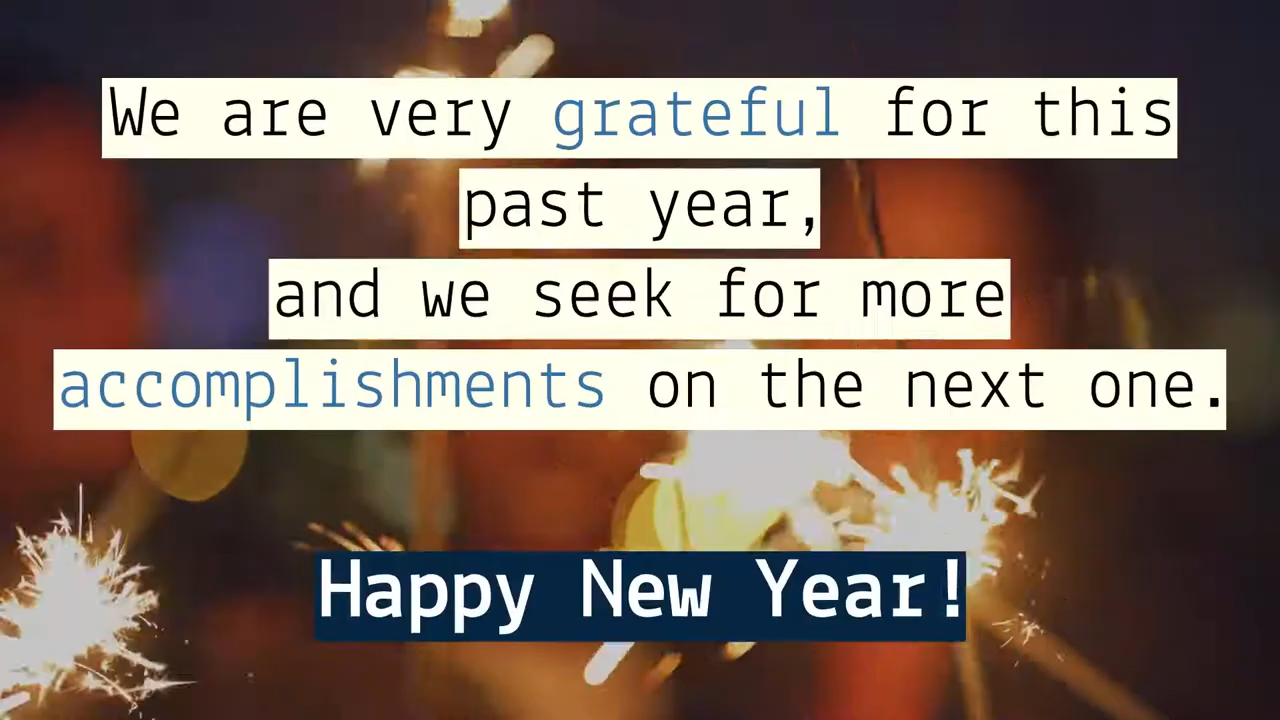 We are very grateful for this
past year,
and we seek for more
accomplishments on the next one.
Happy New Year!